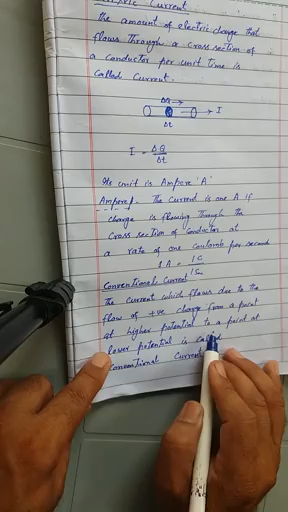 Electric Current
The amount of electric charge that
flows through a cross section of
a conductor per unit time is
called current.
ΔQ
I
Δt
I = ΔQ/Δt
Its unit is Ampere 'A'
Ampere:- The current is one A if
charge is flowing through the
cross section of conductor at
a rate of one coulomb per seconds
1 A = 1C/1Sec
Conventional Current
The current which flows due to the
flow of +ve charge from a point
at higher potential to a point at
lower potential is called
conventional current